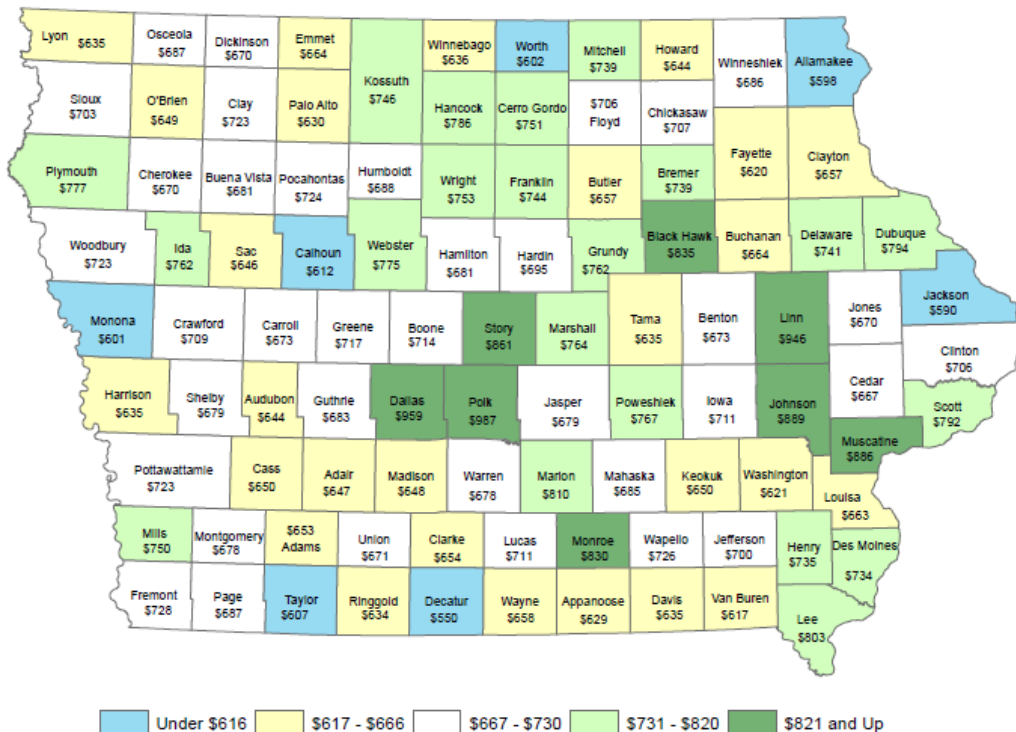 Lyon $635
Osceola
$687
Dickinson
$670
Emmet
$664
Kossuth
$746
Winnebago
$636
Worth
$602
Mitchell
$739
Howard
$644
Winneshiek
$686
Allamakee
$598
Sioux
$703
O'Brien
$649
Clay
$723
Palo Alto
$630
Hancock
$786
Cerro Gordo
$751
$706
Floyd
Chickasaw
$707
Fayette
$620
Clayton
$657
Plymouth
$777
Cherokee
$670
Buena Vista
$681
Pocahontas
$724
Humboldt
$688
Wright
$753
Franklin
$744
Butler
$657
Bremer
$739
Woodbury
$723
Ida
$762
Sac
$646
Calhoun
$612
Webster
$775
Hamilton
$681
Hardin
$695
Grundy
$762
Black Hawk
$835
Buchanan
$664
Delaware
$741
Dubuque
$794
Monona
$601
Crawford
$709
Carroll
$673
Greene
$717
Boone
$714
Story
$861
Marshall
$764
Tama
$635
Benton
$673
Linn
$946
Jones
$670
Jackson
$590
Clinton
$706
Harrison
$635
Shelby
$679
Audubon
$644
Guthrie
$683
Dallas
$959
Polk
$987
Jasper
$679
Poweshiek
$767
Iowa
$711
Johnson
$889
Cedar
$667
Scott
$792
Muscatine
$886
Pottawattamie
$723
Cass
$650
Adair
$647
Madison
$648
Warren
$678
Marion
$810
Mahaska
$685
Keokuk
$650
Washington
$621
Louisa
$663
Mills
$750
Montgomery
$678
$653
Adams
Union
$671
Clarke
$654
Lucas
$711
Monroe
$830
Wapello
$726
Jefferson
$700
Henry
$735
Des Moines
$734
Fremont
$728
Page
$687
Taylor
$607
Ringgold
$634
Decatur
$550
Wayne
$658
Appanoose
$629
Davis
$635
Van Buren
$617
Lee
$803
Under $616 $617 - $666 $667 - $730 $731 - $820 $821 and Up